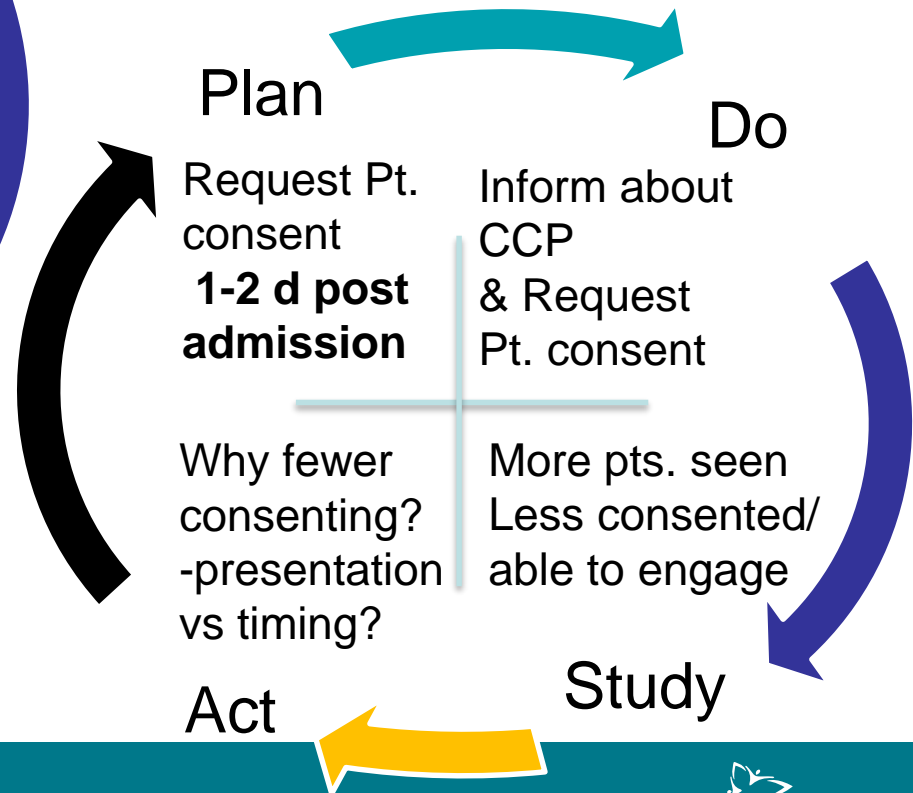 Plan
Request Pt.
consent
1-2 d post
admission
Do
Inform about
CCP
& Request
Pt. consent
Study
More pts. seen
Less consented/
able to engage
Act
Why fewer
consenting?
-presentation
vs timing?